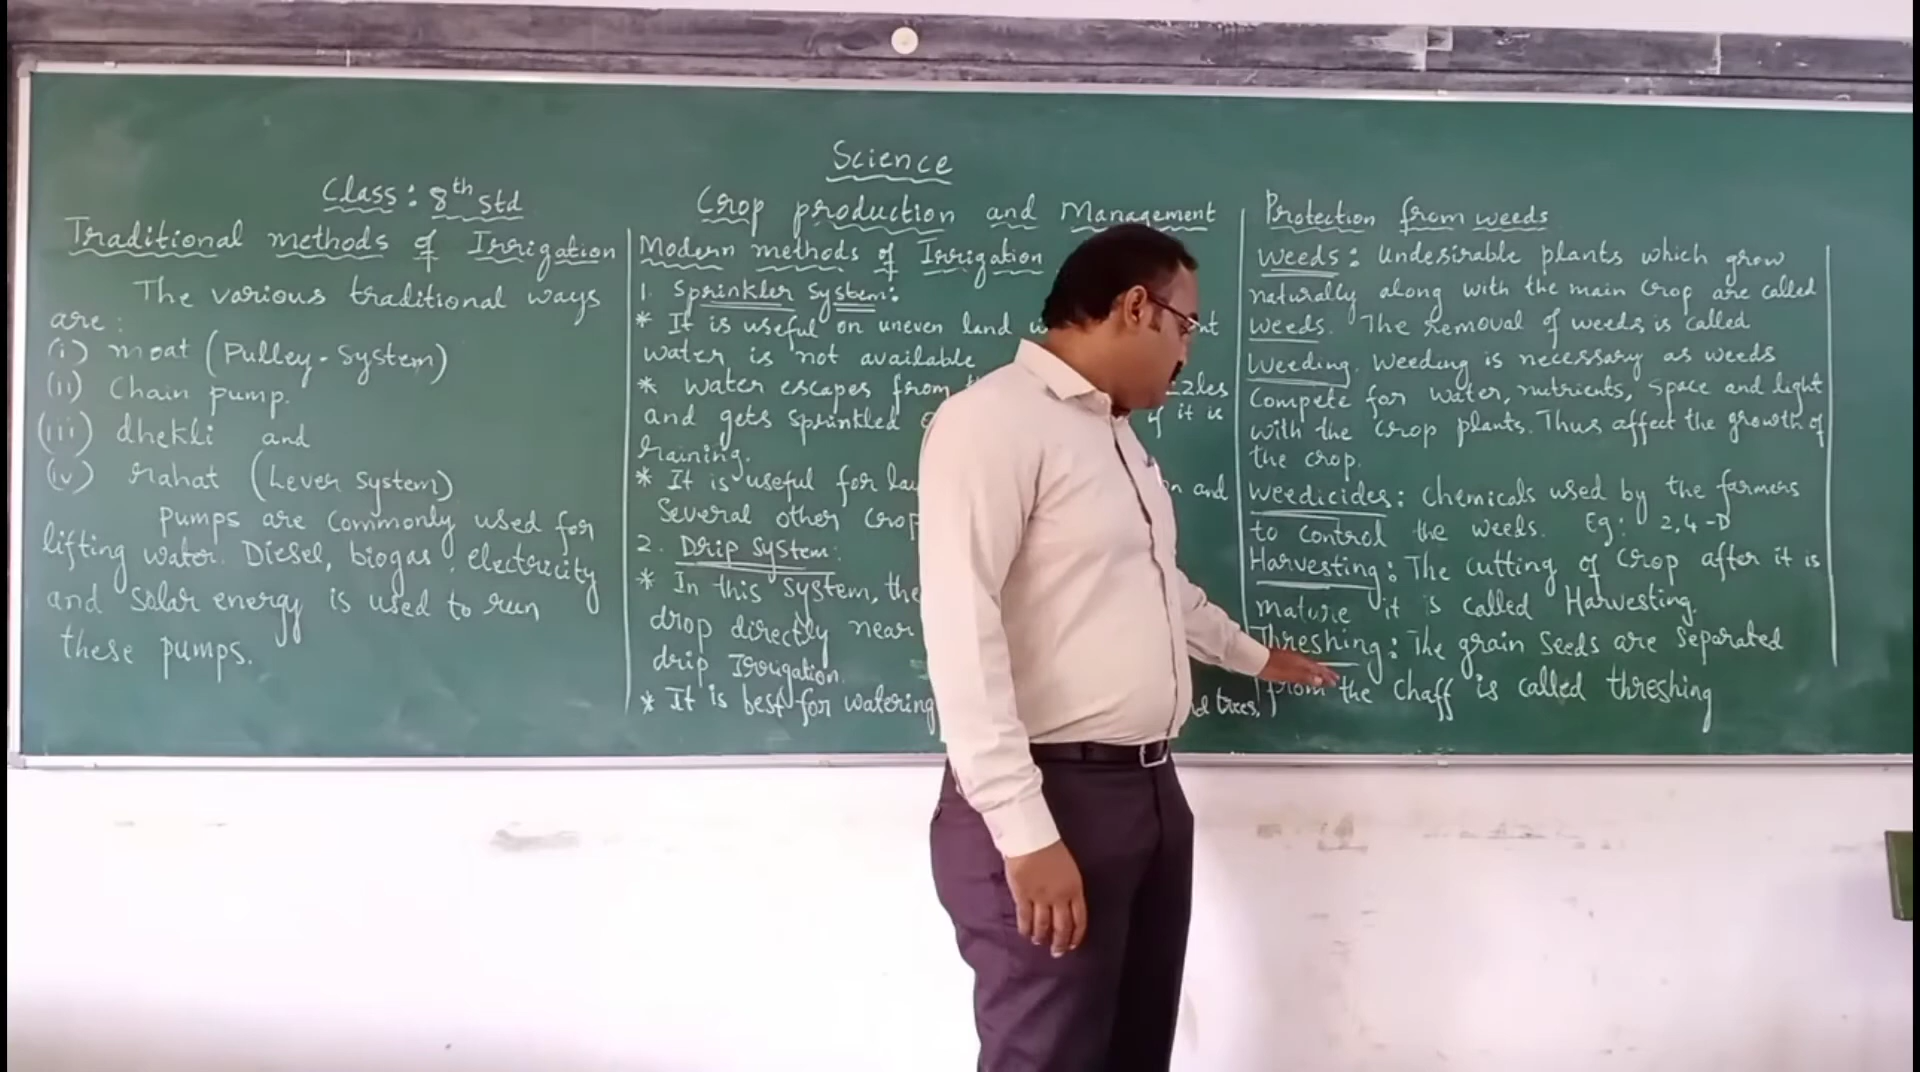 Science
Class: 8th std
Crop production and Management
Traditional methods of Irrigation
The various traditional ways
are:
(i) moat (Pulley-System)
(ii) Chain pump.
(iii) dhekli and
(iv) rahat (Lever System)
pumps are commonly used for
lifting water. Diesel, biogas, electricity
and solar energy is used to run
these pumps.
Modern methods of Irrigation
1. Sprinkler System:
* It is useful on uneven land
water is not available
* water escapes from
and gets sprinkled if it is
raining.
* It is useful for and
Several other crop
2. Drip System:
* In this system, the
drop directly near
drip Irrigation.
* It is best for watering trees.
Protection from weeds
Weeds: Undesirable plants which grow
naturally along with the main crop are called
weeds. The removal of weeds is called
Weeding. Weeding is necessary as weeds
Compete for water, nutrients, space and light
with the crop plants. Thus affect the growth of
the crop.
Weedicides: Chemicals used by the farmers
to control the weeds. Eg: 2,4-D
Harvesting: The cutting of crop after it is
mature it is called Harvesting.
Threshing: The grain seeds are separated
from the chaff is called threshing